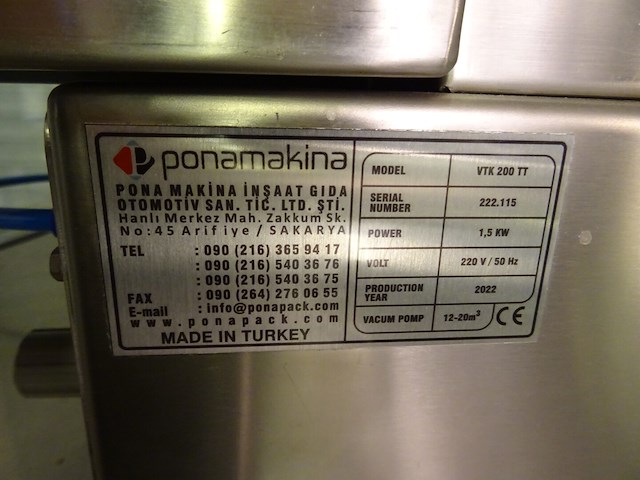 ponamakina
PONA MAKİNA İNŞAAT GIDA
OTOMOTİV SAN. TİC. LTD. ŞTİ.
Hanlı Merkez Mah. Zakkum Sk.
No:45 Arifiye / SAKARYA
TEL : 090 (216) 365 94 17
: 090 (216) 540 36 76
: 090 (216) 540 36 75
FAX : 090 (264) 276 06 55
E-mail : info@ponapack.com
www.ponapack.com
MADE IN TURKEY
MODEL VTK 200 TT
SERIAL NUMBER 222.115
POWER 1,5 KW
VOLT 220 V / 50 Hz
PRODUCTION YEAR 2022
VACUM POMP 12-20m³ CE